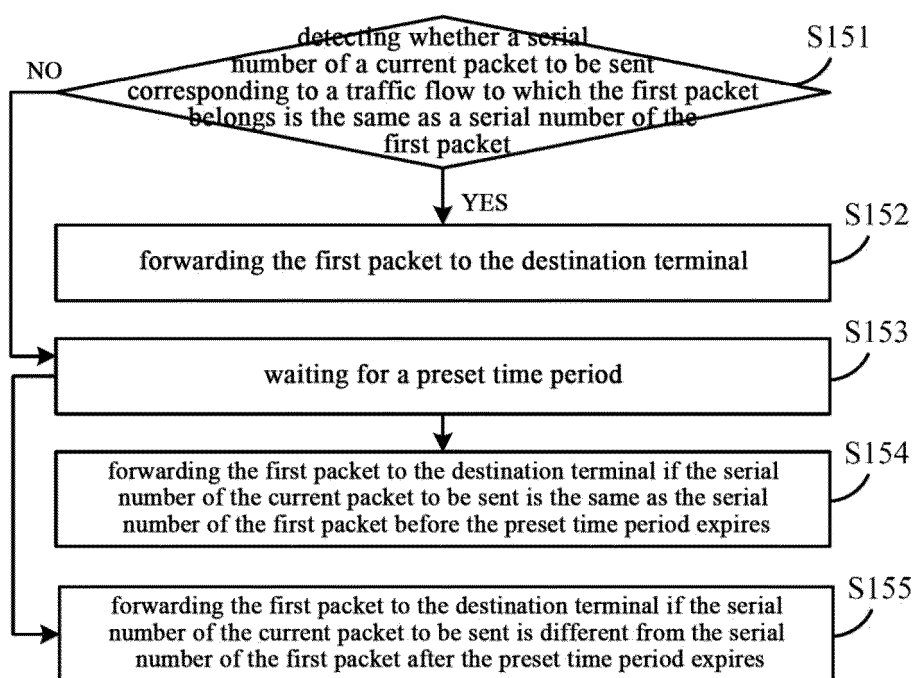 detecting whether a serial
number of a current packet to be sent
corresponding to a traffic flow to which the first packet
belongs is the same as a serial number of the
first packet
S151
NO
YES
S152
forwarding the first packet to the destination terminal
S153
waiting for a preset time period
S154
forwarding the first packet to the destination terminal if the serial
number of the current packet to be sent is the same as the serial
number of the first packet before the preset time period expires
S155
forwarding the first packet to the destination terminal if the serial
number of the current packet to be sent is different from the serial
number of the first packet after the preset time period expires